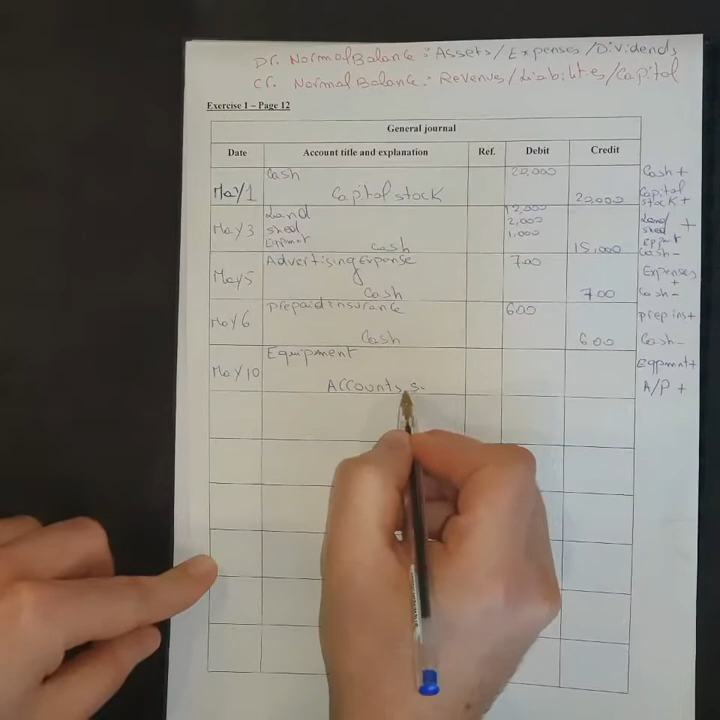 Dr. Normal Balance : Assets / Expenses / Dividends
Cr. Normal Balance : Revenues / Liabilities / Capital
Exercise 1 – Page 12
General journal
Date Account title and explanation Ref. Debit Credit
Cash 20,000 Cash +
May 1 Capital stock 20,000 Capital stock +
Land 12,000 Land
May 3 shed 2,000 shed +
Eqpment 1,000 Eqpmt
Cash 15,000 Cash -
Advertising Expense 700 Expenses +
May 5
Cash 700 Cash -
Prepaid insurance 600 prep ins +
May 6
Cash 600 Cash -
Equipment Eqpmnt +
May 10
Accounts A/P +